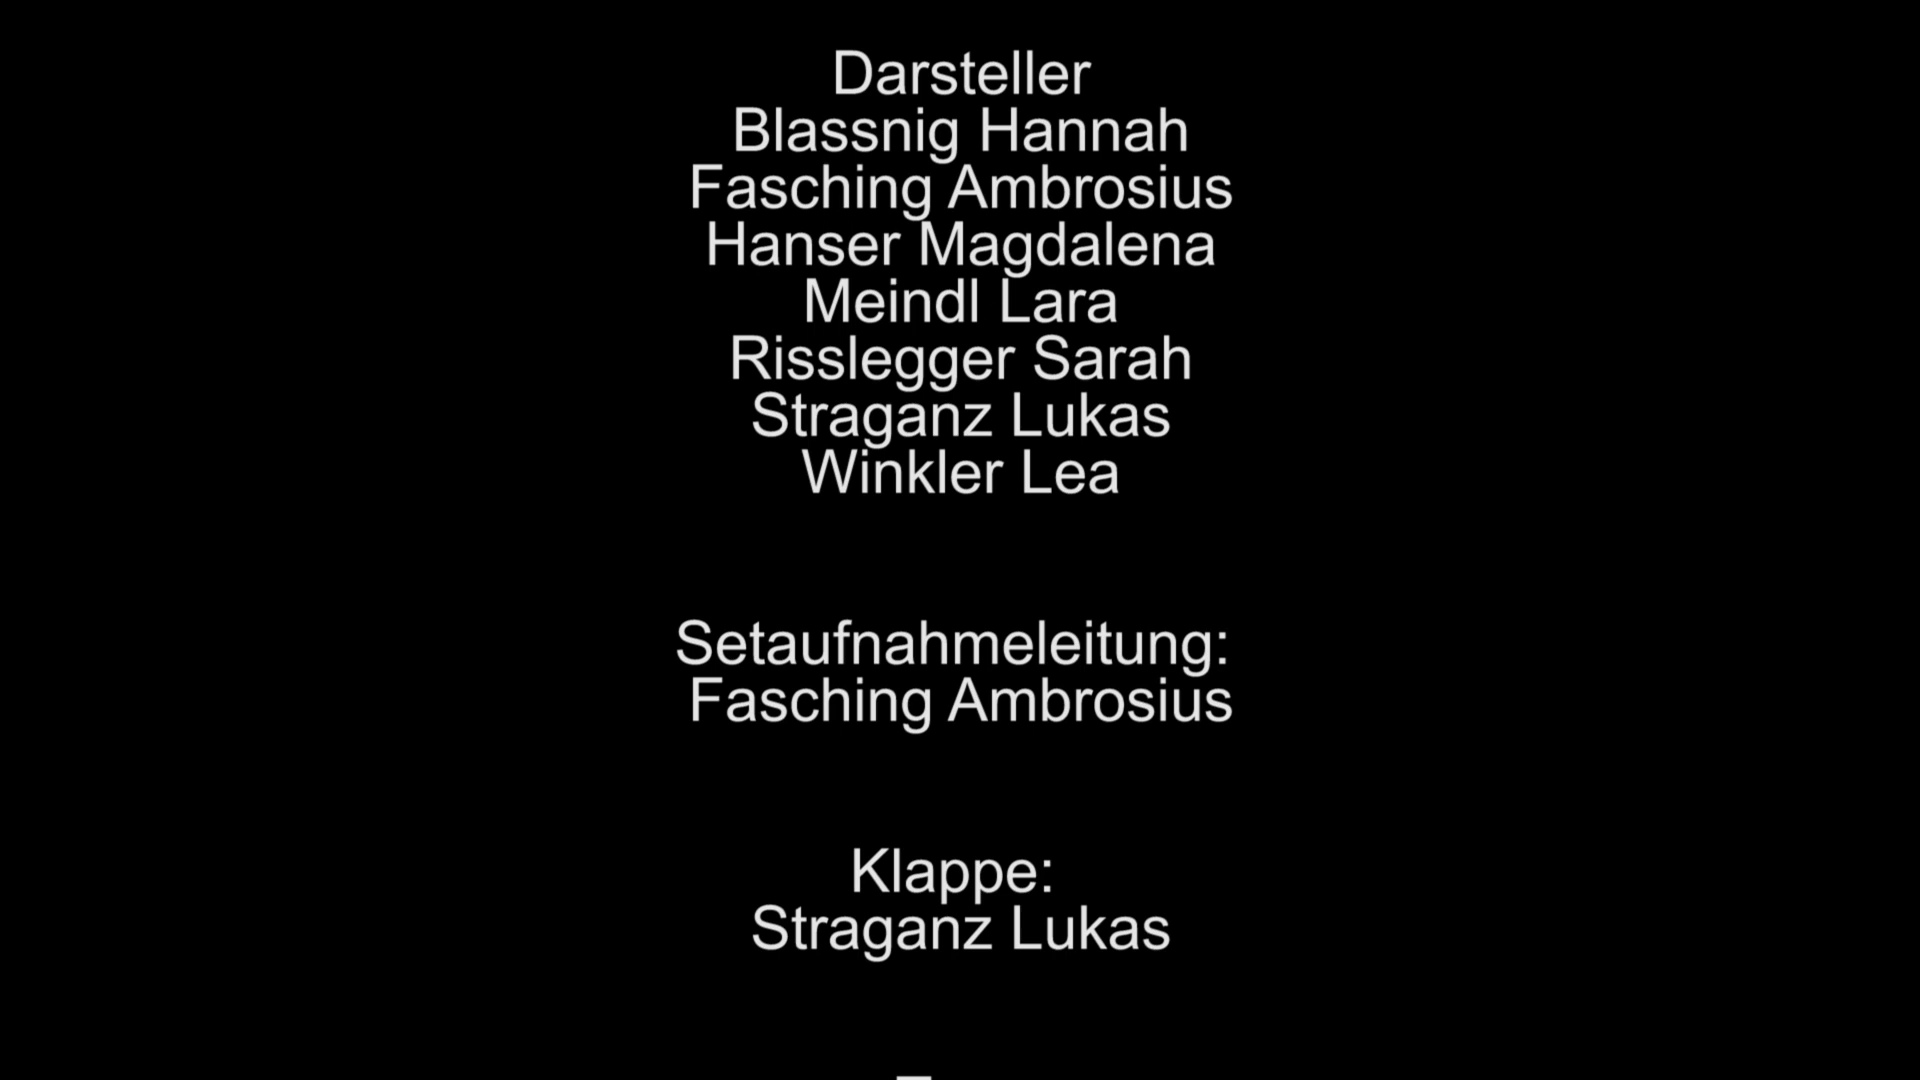 Darsteller
Blassnig Hannah
Fasching Ambrosius
Hanser Magdalena
Meindl Lara
Risslegger Sarah
Straganz Lukas
Winkler Lea
Setaufnahmeleitung:
Fasching Ambrosius
Klappe:
Straganz Lukas